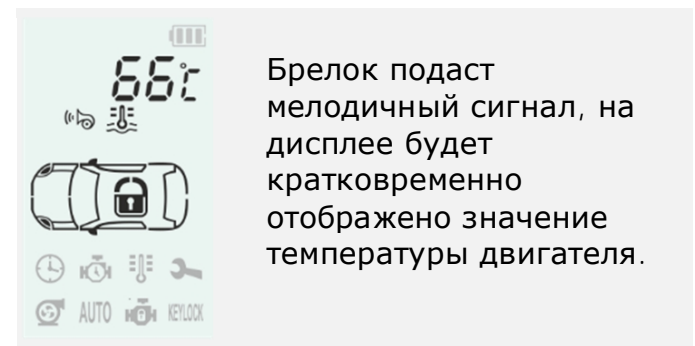 66°c
Брелок подаст
мелодичный сигнал, на
дисплее будет
кратковременно
отображено значение
температуры двигателя.
AUTO
KEYLOCK